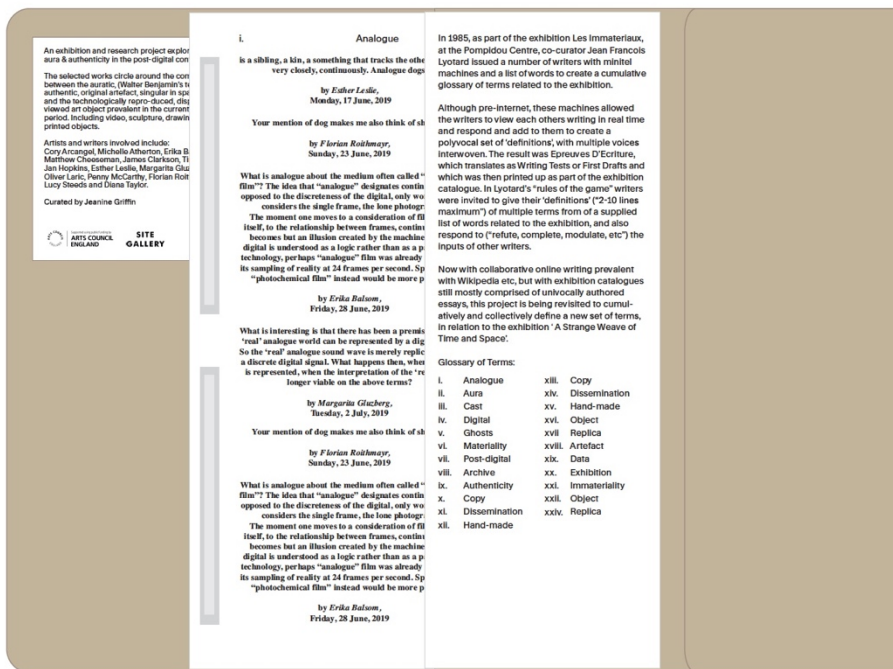 An exhibition and research project explor
aura & authenticity in the post-digital con
The selected works circle around the con
between the auratic, (Walter Benjamin's te
authentic, original artefact, singular in spa
and the technologically repro-duced, disp
viewed art object prevalent in the current
period. Including video, sculpture, drawin
printed objects.
Artists and writers involved include:
Cory Arcangel, Michelle Atherton, Erika B
Matthew Cheeseman, James Clarkson, Ti
Jan Hopkins, Esther Leslie, Margarita Gluz
Oliver Laric, Penny McCarthy, Florian Roit
Lucy Steeds and Diana Taylor.
Curated by Jeanine Griffin
ARTS COUNCIL
ENGLAND
SITE
GALLERY
i. Analogue
is a sibling, a kin, a something that tracks the othe
very closely, continuously. Analogue dogs
by Esther Leslie,
Monday, 17 June, 2019
Your mention of dog makes me also think of sh
by Florian Roithmayr,
Sunday, 23 June, 2019
What is analogue about the medium often called "
film"? The idea that "analogue" designates contin
opposed to the discreteness of the digital, only wo
considers the single frame, the lone photogr
The moment one moves to a consideration of fil
itself, to the relationship between frames, contin
becomes but an illusion created by the machine
digital is understood as a logic rather than as a p
technology, perhaps "analogue" film was already
its sampling of reality at 24 frames per second. Sp
"photochemical film" instead would be more p
by Erika Balsom,
Friday, 28 June, 2019
What is interesting is that there has been a premis
'real' analogue world can be represented by a dig
So the 'real' analogue sound wave is merely replic
a discrete digital signal. What happens then, when
is represented, when the interpretation of the 're
longer viable on the above terms?
by Margarita Gluzberg,
Tuesday, 2 July, 2019
Your mention of dog makes me also think of sh
by Florian Roithmayr,
Sunday, 23 June, 2019
What is analogue about the medium often called "
film"? The idea that "analogue" designates contin
opposed to the discreteness of the digital, only wo
considers the single frame, the lone photogr
The moment one moves to a consideration of fil
itself, to the relationship between frames, continu
becomes but an illusion created by the machine
digital is understood as a logic rather than as a p
technology, perhaps "analogue" film was already
its sampling of reality at 24 frames per second. Sp
"photochemical film" instead would be more p
by Erika Balsom,
Friday, 28 June, 2019
In 1985, as part of the exhibition Les Immateriaux,
at the Pompidou Centre, co-curator Jean Francois
Lyotard issued a number of writers with minitel
machines and a list of words to create a cumulative
glossary of terms related to the exhibition.
Although pre-internet, these machines allowed
the writers to view each others writing in real time
and respond and add to them to create a
polyvocal set of 'definitions', with multiple voices
interwoven. The result was Epreuves D'Ecriture,
which translates as Writing Tests or First Drafts and
which was then printed up as part of the exhibition
catalogue. In Lyotard's "rules of the game" writers
were invited to give their 'definitions' ("2-10 lines
maximum") of multiple terms from of a supplied
list of words related to the exhibition, and also
respond to ("refute, complete, modulate, etc") the
inputs of other writers.
Now with collaborative online writing prevalent
with Wikipedia etc, but with exhibition catalogues
still mostly comprised of univocally authored
essays, this project is being revisited to cumul-
atively and collectively define a new set of terms,
in relation to the exhibition ' A Strange Weave of
Time and Space'.
Glossary of Terms:
i. Analogue
ii. Aura
iii. Cast
iv. Digital
v. Ghosts
vi. Materiality
vii. Post-digital
viii. Archive
ix. Authenticity
x. Copy
xi. Dissemination
xii. Hand-made
xiii. Copy
xiv. Dissemination
xv. Hand-made
xvi. Object
xvii Replica
xviii. Artefact
xix. Data
xx. Exhibition
xxi. Immateriality
xxii. Object
xxiv. Replica